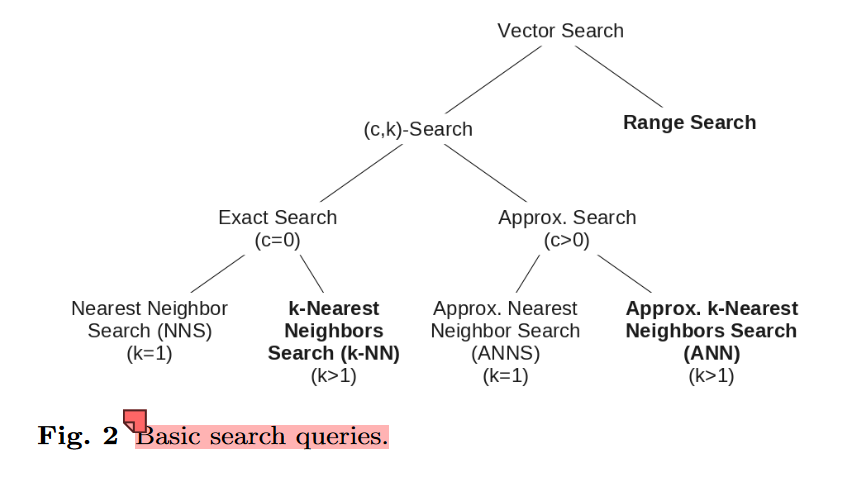 Vector Search
(c,k)-Search
Range Search
Exact Search
(c=0)
Approx. Search
(c>0)
Nearest Neighbor
Search (NNS)
(k=1)
k-Nearest
Neighbors
Search (k-NN)
(k>1)
Approx. Nearest
Neighbor Search
(ANNS)
(k=1)
Approx. k-Nearest
Neighbors Search
(ANN)
(k>1)
Fig. 2 Basic search queries.